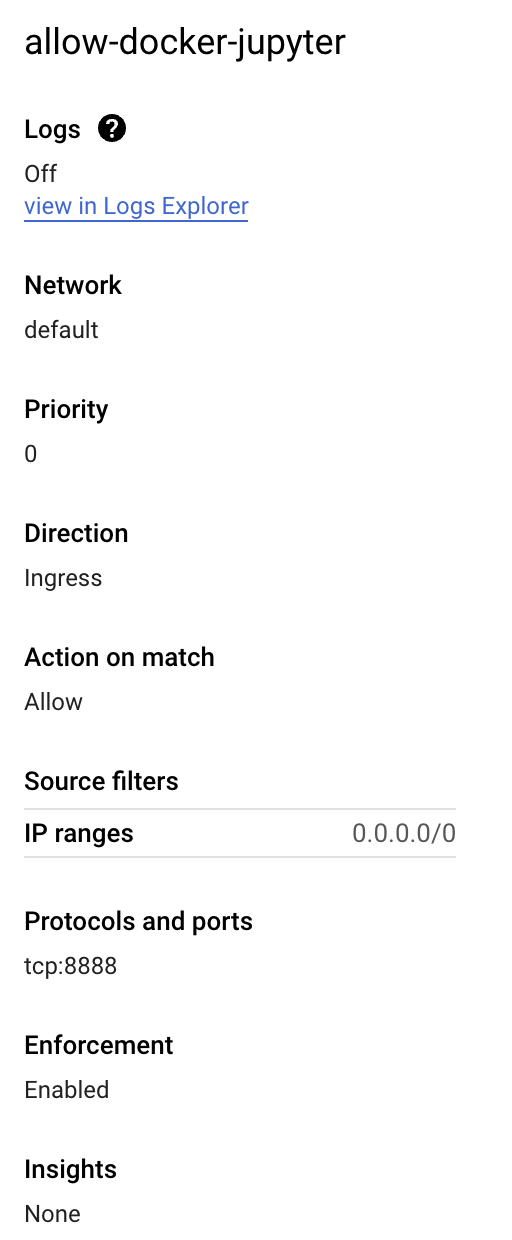 allow-docker-jupyter
Logs ?
Off
view in Logs Explorer
Network
default
Priority
0
Direction
Ingress
Action on match
Allow
Source filters
IP ranges 0.0.0.0/0
Protocols and ports
tcp:8888
Enforcement
Enabled
Insights
None